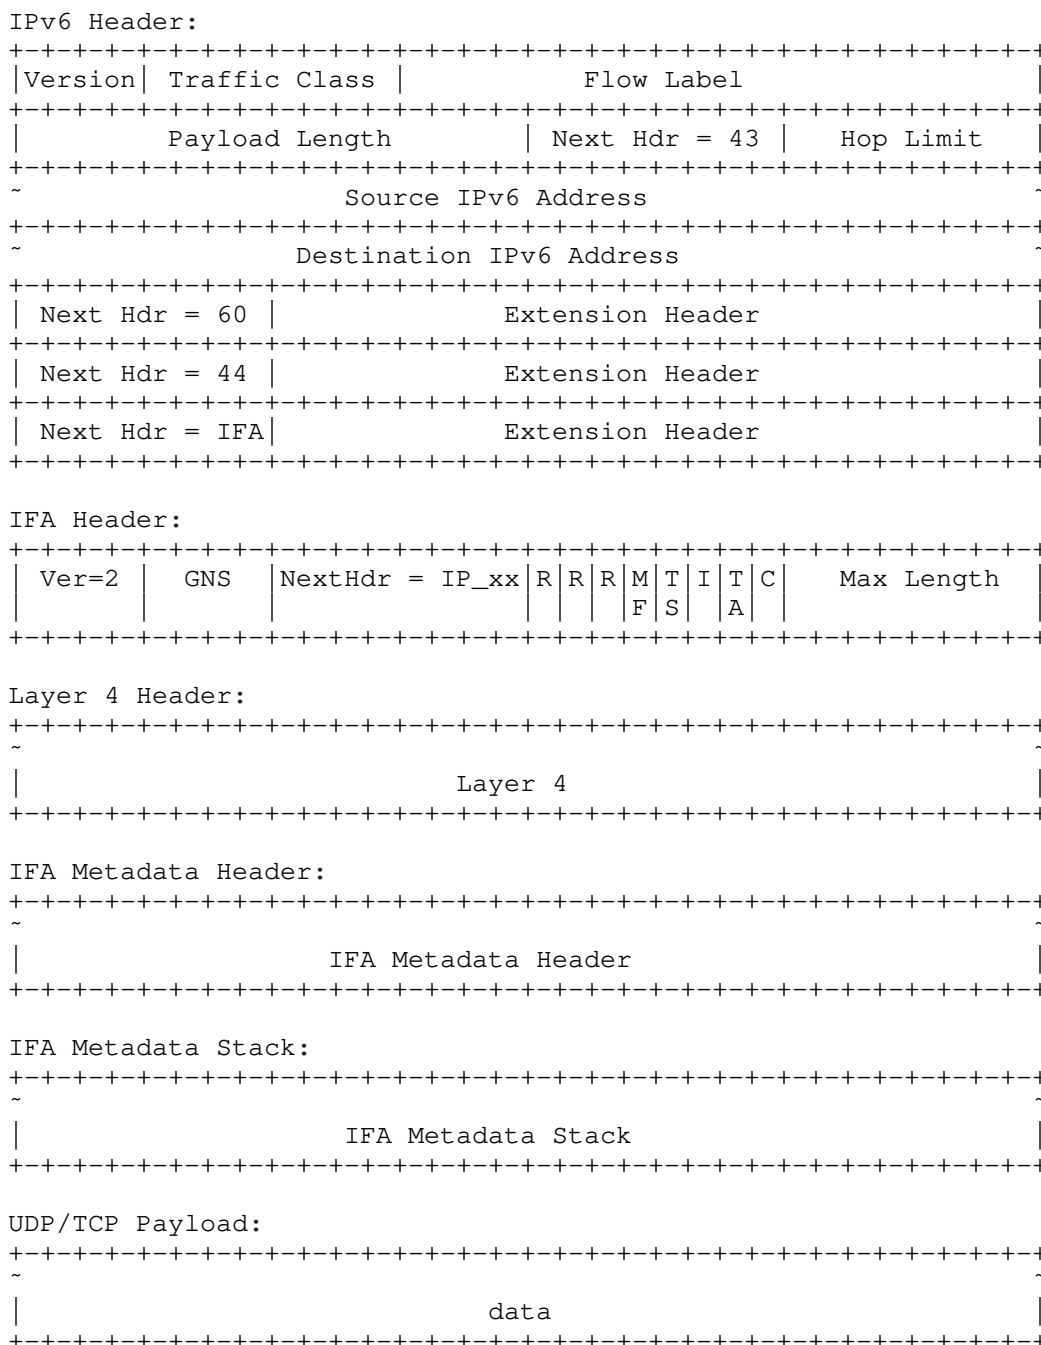 IPv6 Header:
+-+-+-+-+-+-+-+-+-+-+-+-+-+-+-+-+-+-+-+-+-+-+-+-+-+-+-+-+-+-+-+-+
|Version| Traffic Class |           Flow Label                  |
+-+-+-+-+-+-+-+-+-+-+-+-+-+-+-+-+-+-+-+-+-+-+-+-+-+-+-+-+-+-+-+-+
|         Payload Length        | Next Hdr = 43 |   Hop Limit   |
+-+-+-+-+-+-+-+-+-+-+-+-+-+-+-+-+-+-+-+-+-+-+-+-+-+-+-+-+-+-+-+-+
~                    Source IPv6 Address                        ~
+-+-+-+-+-+-+-+-+-+-+-+-+-+-+-+-+-+-+-+-+-+-+-+-+-+-+-+-+-+-+-+-+
~                 Destination IPv6 Address                      ~
+-+-+-+-+-+-+-+-+-+-+-+-+-+-+-+-+-+-+-+-+-+-+-+-+-+-+-+-+-+-+-+-+
| Next Hdr = 60 |              Extension Header                 |
+-+-+-+-+-+-+-+-+-+-+-+-+-+-+-+-+-+-+-+-+-+-+-+-+-+-+-+-+-+-+-+-+
| Next Hdr = 44 |              Extension Header                 |
+-+-+-+-+-+-+-+-+-+-+-+-+-+-+-+-+-+-+-+-+-+-+-+-+-+-+-+-+-+-+-+-+
| Next Hdr = IFA|              Extension Header                 |
+-+-+-+-+-+-+-+-+-+-+-+-+-+-+-+-+-+-+-+-+-+-+-+-+-+-+-+-+-+-+-+-+
IFA Header:
+-+-+-+-+-+-+-+-+-+-+-+-+-+-+-+-+-+-+-+-+-+-+-+-+-+-+-+-+-+-+-+-+
| Ver=2 |  GNS  |NextHdr = IP_xx|R|R|R|M|T|I|T|C|   Max Length  |
|       |       |               | | | |F|S| |A| |               |
+-+-+-+-+-+-+-+-+-+-+-+-+-+-+-+-+-+-+-+-+-+-+-+-+-+-+-+-+-+-+-+-+
Layer 4 Header:
+-+-+-+-+-+-+-+-+-+-+-+-+-+-+-+-+-+-+-+-+-+-+-+-+-+-+-+-+-+-+-+-+
~                                                               ~
|                           Layer 4                             |
+-+-+-+-+-+-+-+-+-+-+-+-+-+-+-+-+-+-+-+-+-+-+-+-+-+-+-+-+-+-+-+-+
IFA Metadata Header:
+-+-+-+-+-+-+-+-+-+-+-+-+-+-+-+-+-+-+-+-+-+-+-+-+-+-+-+-+-+-+-+-+
~                                                               ~
|                   IFA Metadata Header                         |
+-+-+-+-+-+-+-+-+-+-+-+-+-+-+-+-+-+-+-+-+-+-+-+-+-+-+-+-+-+-+-+-+
IFA Metadata Stack:
+-+-+-+-+-+-+-+-+-+-+-+-+-+-+-+-+-+-+-+-+-+-+-+-+-+-+-+-+-+-+-+-+
~                                                               ~
|                    IFA Metadata Stack                         |
+-+-+-+-+-+-+-+-+-+-+-+-+-+-+-+-+-+-+-+-+-+-+-+-+-+-+-+-+-+-+-+-+
UDP/TCP Payload:
+-+-+-+-+-+-+-+-+-+-+-+-+-+-+-+-+-+-+-+-+-+-+-+-+-+-+-+-+-+-+-+-+
~                                                               ~
|                             data                              |
+-+-+-+-+-+-+-+-+-+-+-+-+-+-+-+-+-+-+-+-+-+-+-+-+-+-+-+-+-+-+-+-+